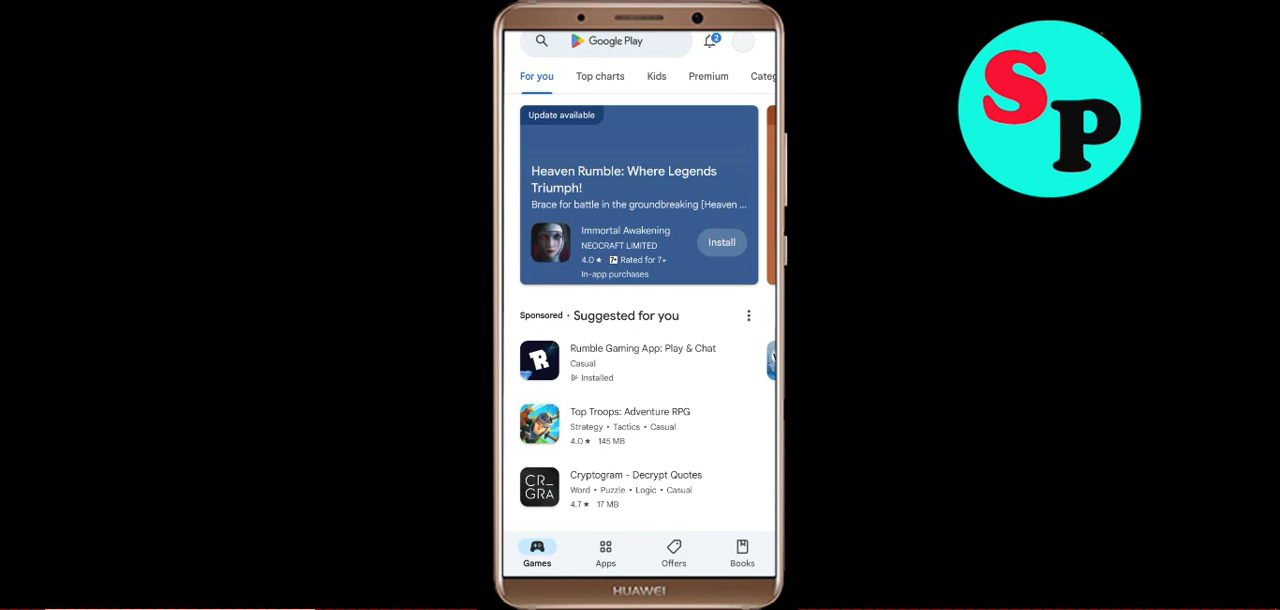 Google Play
2
For you
Top charts
Kids
Premium
Categ
Update available
Heaven Rumble: Where Legends
Triumph!
Brace for battle in the groundbreaking [Heaven ...
Immortal Awakening
NEOCRAFT LIMITED
Install
4.0 ★ 7+ Rated for 7+
In-app purchases
Sponsored · Suggested for you
R
Rumble Gaming App: Play & Chat
Casual
Installed
Top Troops: Adventure RPG
Strategy • Tactics • Casual
4.0 ★ 145 MB
CR_
GRA
Cryptogram - Decrypt Quotes
Word • Puzzle • Logic • Casual
4.7 ★ 17 MB
Games
Apps
Offers
Books
HUAWEI
SP